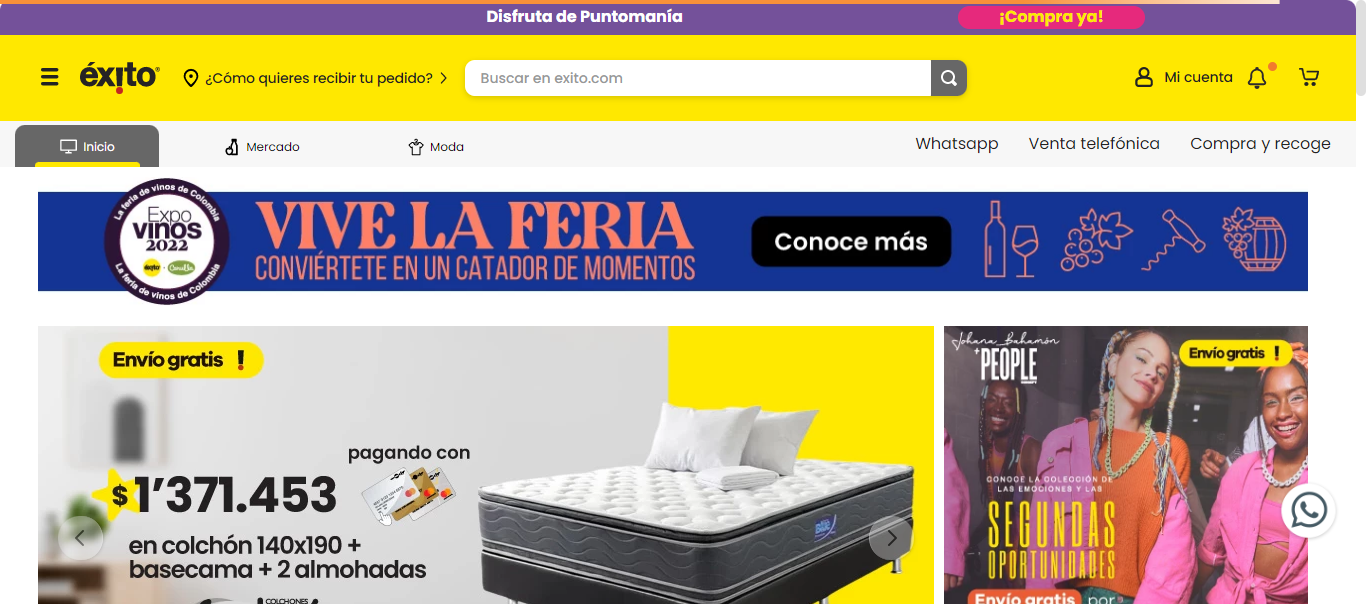 Disfruta de Puntomanía
¡Compra ya!
éxito
¿Cómo quieres recibir tu pedido?
Buscar en exito.com
Mi cuenta
Inicio
Mercado
Moda
Whatsapp
Venta telefónica
Compra y recoge
La feria de vinos de Colombia
Expo
vinos
2022
éxito · Carulla
La feria de vinos de Colombia
VIVE LA FERIA
CONVIÉRTETE EN UN CATADOR DE MOMENTOS
Conoce más
Envío gratis !
pagando con
$1'371.453
en colchón 140x190 +
basecama + 2 almohadas
COLCHONES
Johana_Bahamón
+PEOPLE
Envío gratis !
CONOCE LA COLECCIÓN DE
LAS EMOCIONES Y LAS
SEGUNDAS
OPORTUNIDADES
Envío gratis por